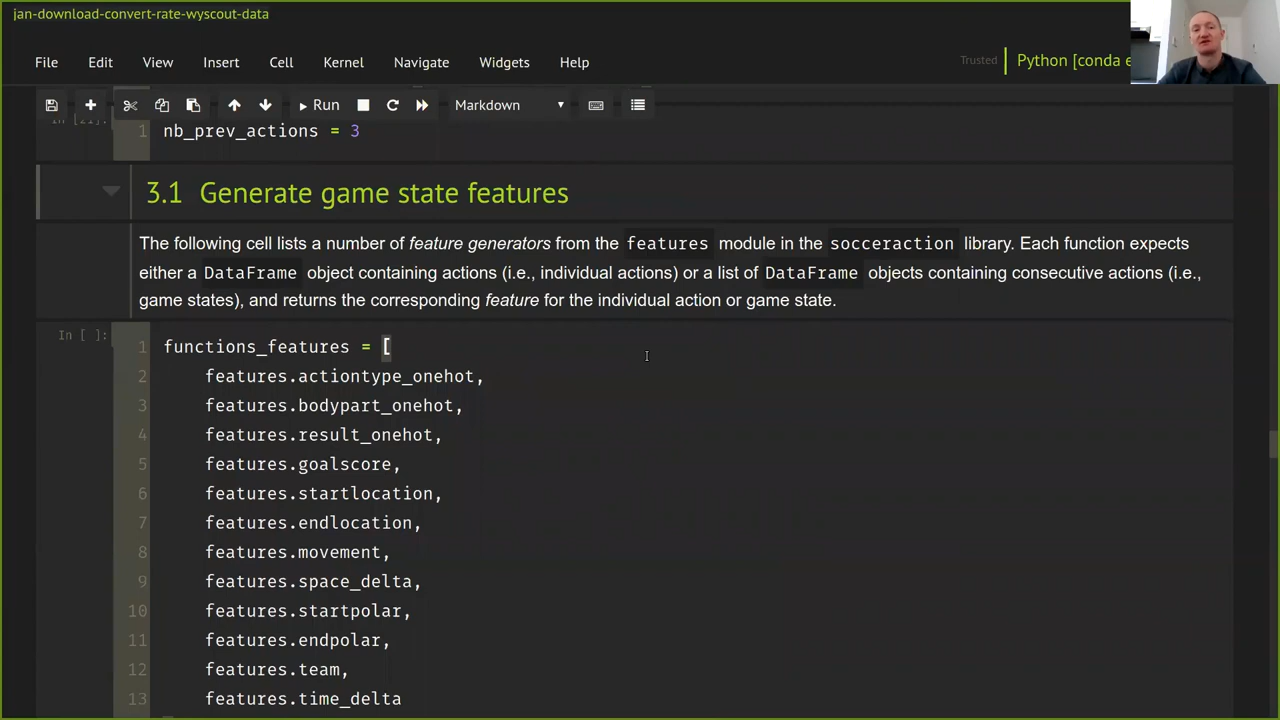 jan-download-convert-rate-wyscout-data
File Edit View Insert Cell Kernel Navigate Widgets Help
Trusted Python [conda e
Run Markdown
In [21]:
1 nb_prev_actions = 3
3.1 Generate game state features
The following cell lists a number of feature generators from the features module in the socceraction library. Each function expects
either a DataFrame object containing actions (i.e., individual actions) or a list of DataFrame objects containing consecutive actions (i.e.,
game states), and returns the corresponding feature for the individual action or game state.
In [ ]:
1 functions_features = [
2 features.actiontype_onehot,
3 features.bodypart_onehot,
4 features.result_onehot,
5 features.goalscore,
6 features.startlocation,
7 features.endlocation,
8 features.movement,
9 features.space_delta,
10 features.startpolar,
11 features.endpolar,
12 features.team,
13 features.time_delta